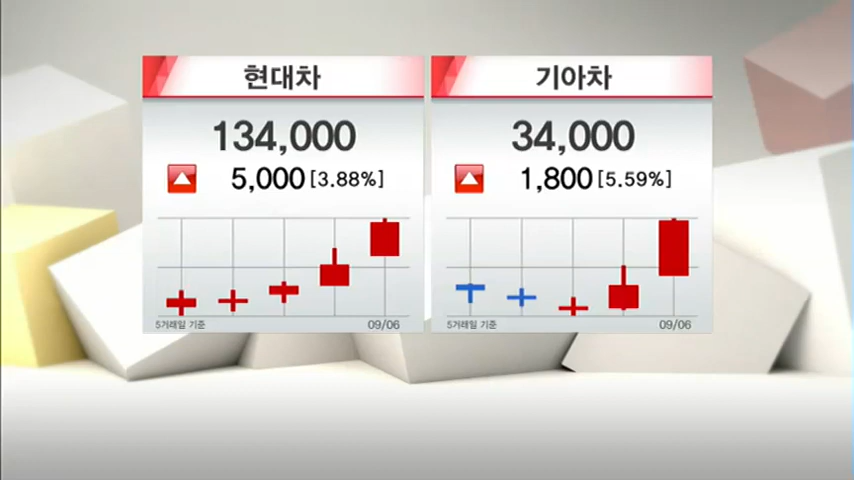 현대차
134,000
5,000 [3.88%]
5거래일 기준
09/06
기아차
34,000
1,800 [5.59%]
5거래일 기준
09/06